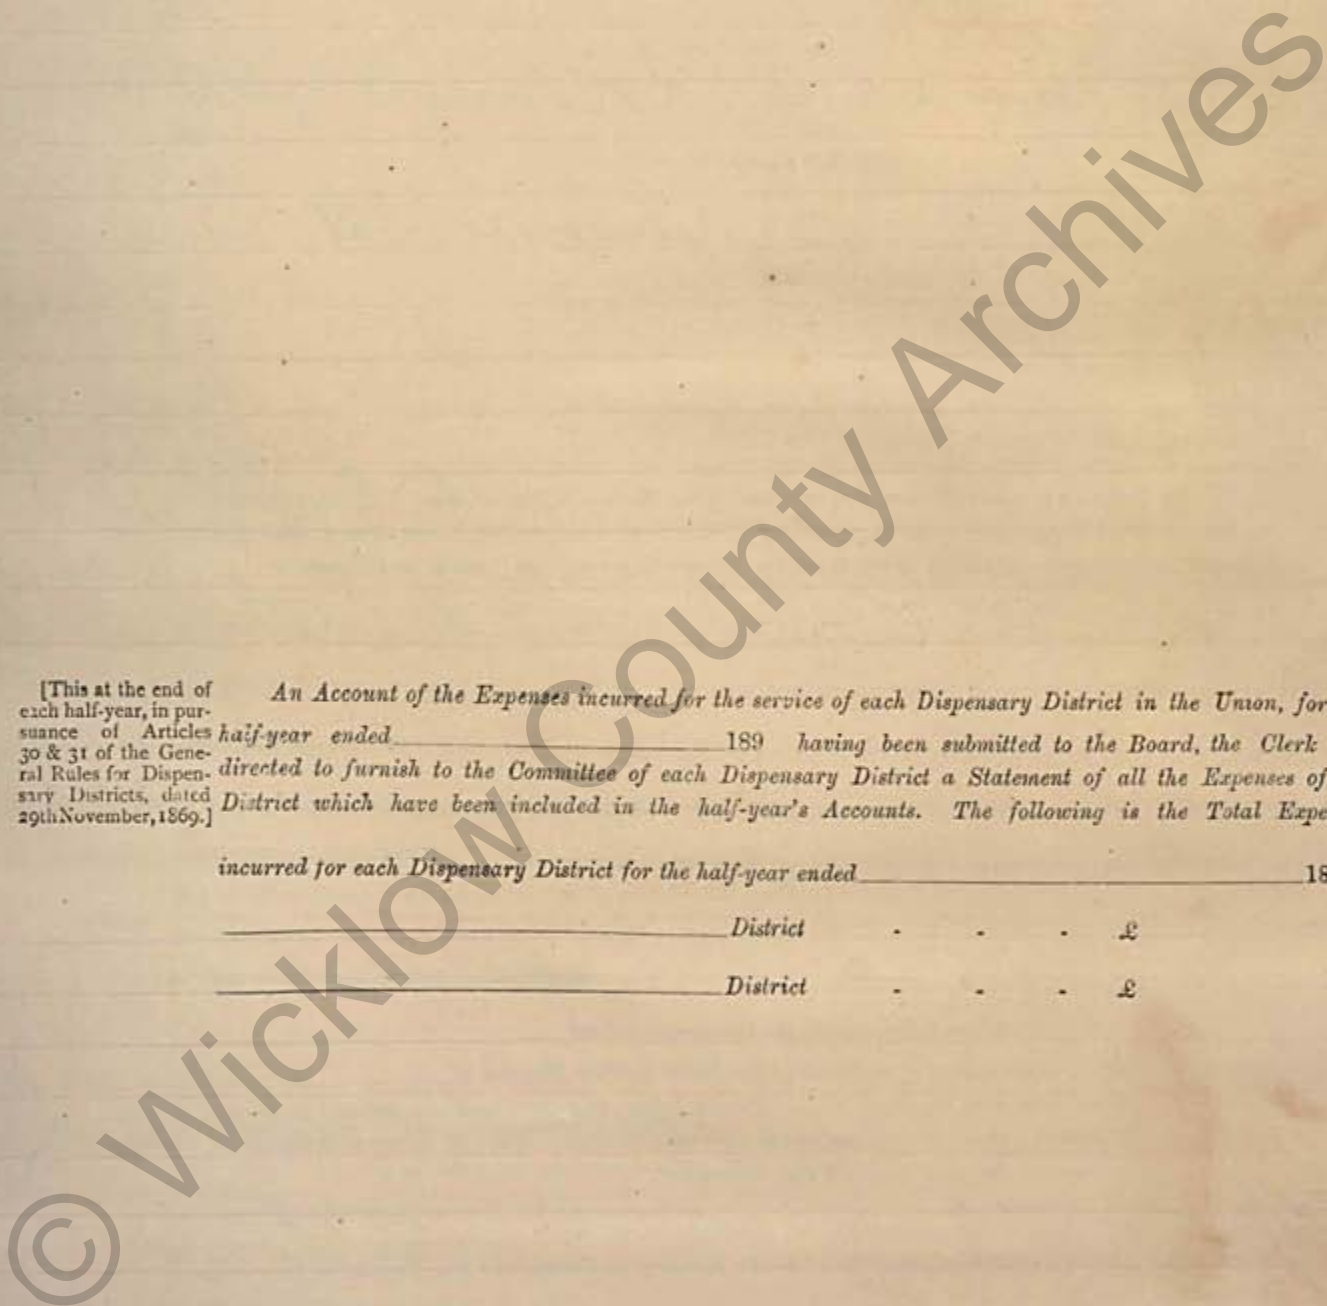 [This at the end of
each half-year, in pur-
suance of Articles
30 & 31 of the Gene-
ral Rules for Dispen-
sary Districts, dated
29th November, 1869.]
An Account of the Expenses incurred for the service of each Dispensary District in the Union, for
half-year ended 189 having been submitted to the Board, the Clerk
directed to furnish to the Committee of each Dispensary District a Statement of all the Expenses of
District which have been included in the half-year's Accounts. The following is the Total Expe
incurred for each Dispensary District for the half-year ended 18
District - - - £
District - - - £
© Wicklow County Archives